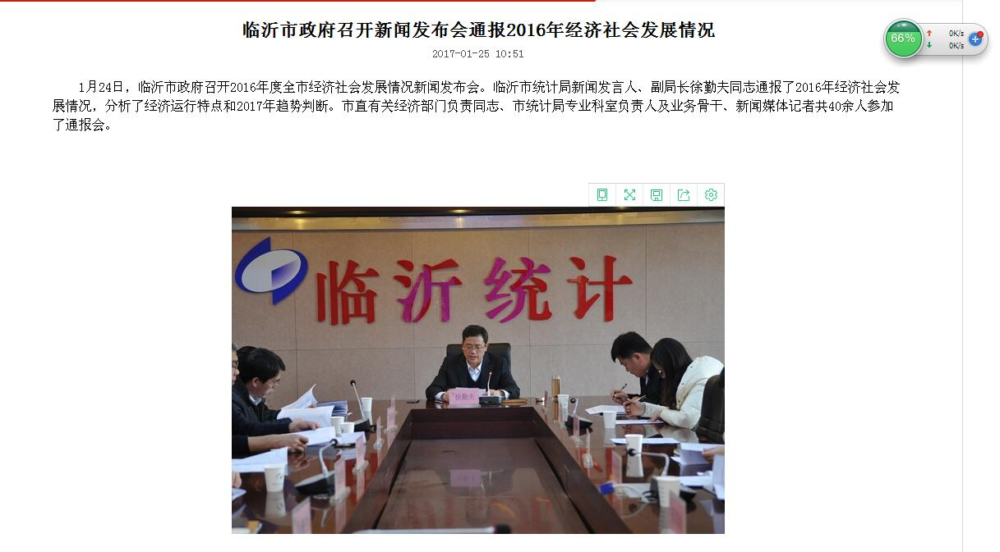 临沂市政府召开新闻发布会通报2016年经济社会发展情况
2017-01-25 10:51
66%
0K/s
0K/s
1月24日，临沂市政府召开2016年度全市经济社会发展情况新闻发布会。临沂市统计局新闻发言人、副局长徐勤夫同志通报了2016年经济社会发
展情况，分析了经济运行特点和2017年趋势判断。市直有关经济部门负责同志、市统计局专业科室负责人及业务骨干、新闻媒体记者共40余人参加
了通报会。
临沂统计
徐勤夫